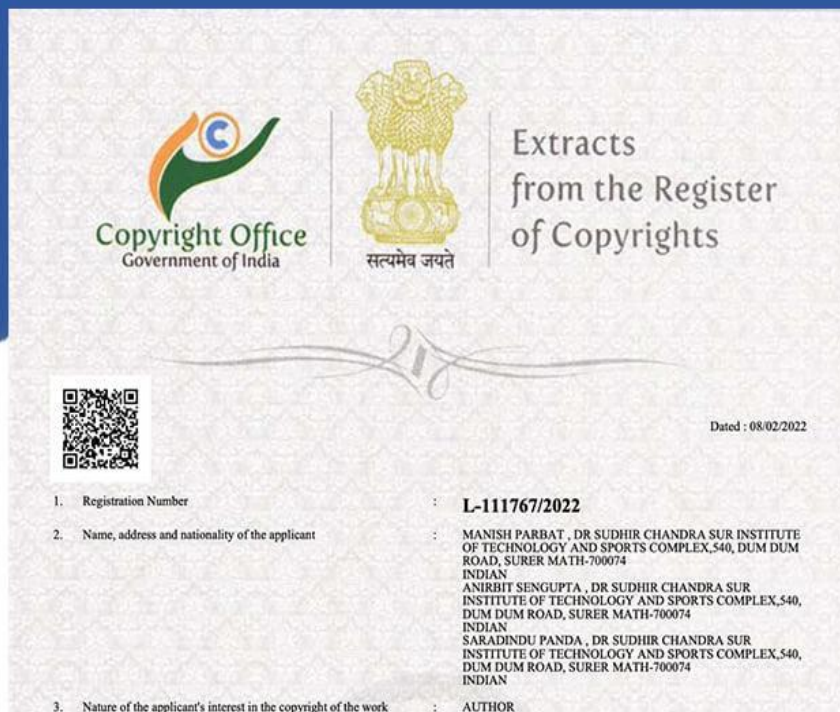 Copyright Office
Government of India
सत्यमेव जयते
Extracts
from the Register
of Copyrights
Dated : 08/02/2022
1. Registration Number : L-111767/2022
2. Name, address and nationality of the applicant : MANISH PARBAT , DR SUDHIR CHANDRA SUR INSTITUTE
OF TECHNOLOGY AND SPORTS COMPLEX,540, DUM DUM
ROAD, SURER MATH-700074
INDIAN
ANIRBIT SENGUPTA , DR SUDHIR CHANDRA SUR
INSTITUTE OF TECHNOLOGY AND SPORTS COMPLEX,540,
DUM DUM ROAD, SURER MATH-700074
INDIAN
SARADINDU PANDA , DR SUDHIR CHANDRA SUR
INSTITUTE OF TECHNOLOGY AND SPORTS COMPLEX,540,
DUM DUM ROAD, SURER MATH-700074
INDIAN
3. Nature of the applicant's interest in the copyright of the work : AUTHOR